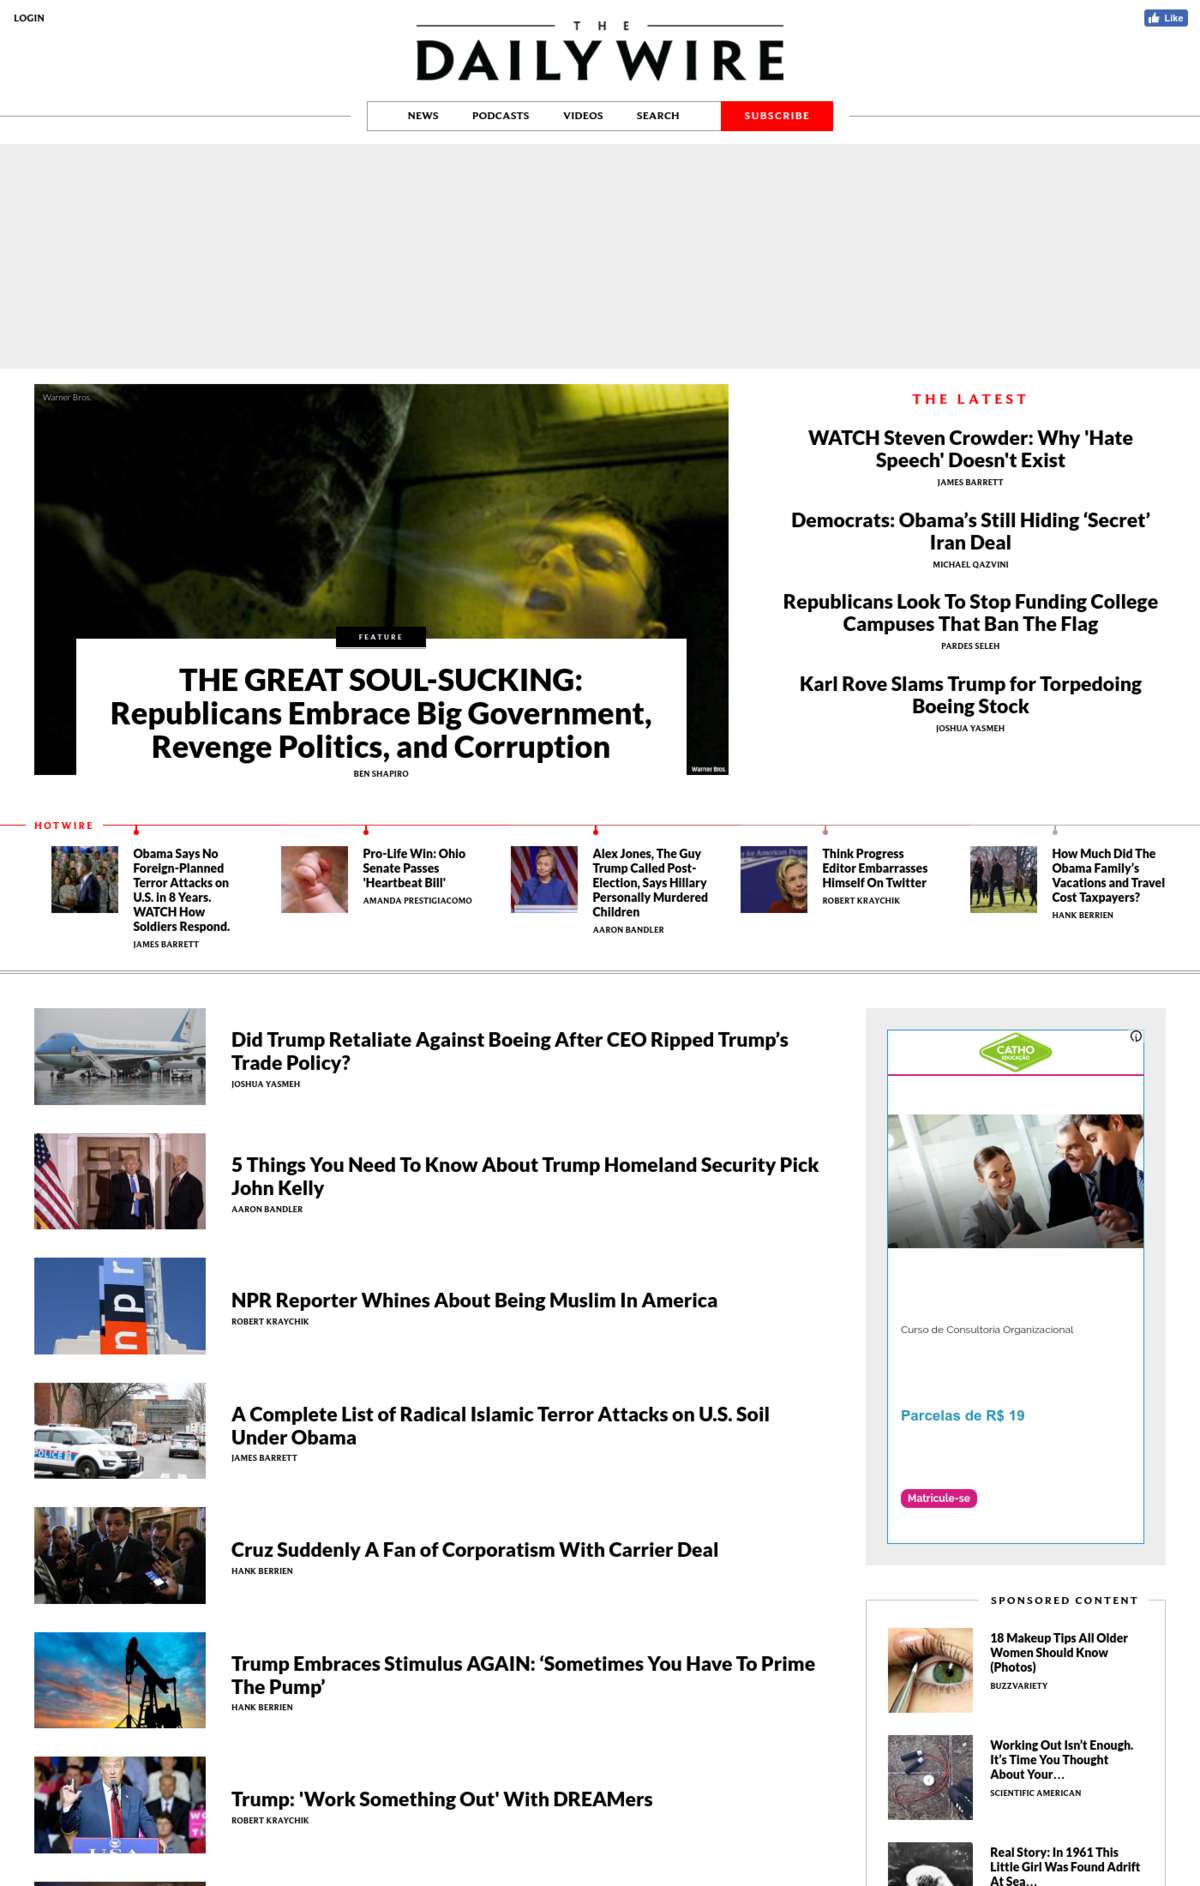 LOGIN
Like
THE
DAILY WIRE
NEWS
PODCASTS
VIDEOS
SEARCH
SUBSCRIBE
Warner Bros.
FEATURE
THE GREAT SOUL-SUCKING:
Republicans Embrace Big Government,
Revenge Politics, and Corruption
BEN SHAPIRO
Warner Bros.
THE LATEST
WATCH Steven Crowder: Why 'Hate
Speech' Doesn't Exist
JAMES BARRETT
Democrats: Obama’s Still Hiding ‘Secret’
Iran Deal
MICHAEL QAZVINI
Republicans Look To Stop Funding College
Campuses That Ban The Flag
PARDES SELEH
Karl Rove Slams Trump for Torpedoing
Boeing Stock
JOSHUA YASMEH
HOTWIRE
Obama Says No
Foreign-Planned
Terror Attacks on
U.S. in 8 Years.
WATCH How
Soldiers Respond.
JAMES BARRETT
Pro-Life Win: Ohio
Senate Passes
'Heartbeat Bill'
AMANDA PRESTIGIACOMO
Alex Jones, The Guy
Trump Called Post-
Election, Says Hillary
Personally Murdered
Children
AARON BANDLER
Think Progress
Editor Embarrasses
Himself On Twitter
ROBERT KRAYCHIK
How Much Did The
Obama Family's
Vacations and Travel
Cost Taxpayers?
HANK BERRIEN
Did Trump Retaliate Against Boeing After CEO Ripped Trump’s
Trade Policy?
JOSHUA YASMEH
5 Things You Need To Know About Trump Homeland Security Pick
John Kelly
AARON BANDLER
npr
NPR Reporter Whines About Being Muslim In America
ROBERT KRAYCHIK
POLICE
A Complete List of Radical Islamic Terror Attacks on U.S. Soil
Under Obama
JAMES BARRETT
Cruz Suddenly A Fan of Corporatism With Carrier Deal
HANK BERRIEN
Trump Embraces Stimulus AGAIN: ‘Sometimes You Have To Prime
The Pump’
HANK BERRIEN
USA
Trump: 'Work Something Out' With DREAMers
ROBERT KRAYCHIK
CATHO
EDUCAÇÃO
Curso de Consultoria Organizacional
Parcelas de R$ 19
Matricule-se
SPONSORED CONTENT
18 Makeup Tips All Older
Women Should Know
(Photos)
BUZZVARIETY
Working Out Isn’t Enough.
It’s Time You Thought
About Your…
SCIENTIFIC AMERICAN
Real Story: In 1961 This
Little Girl Was Found Adrift
At Sea…